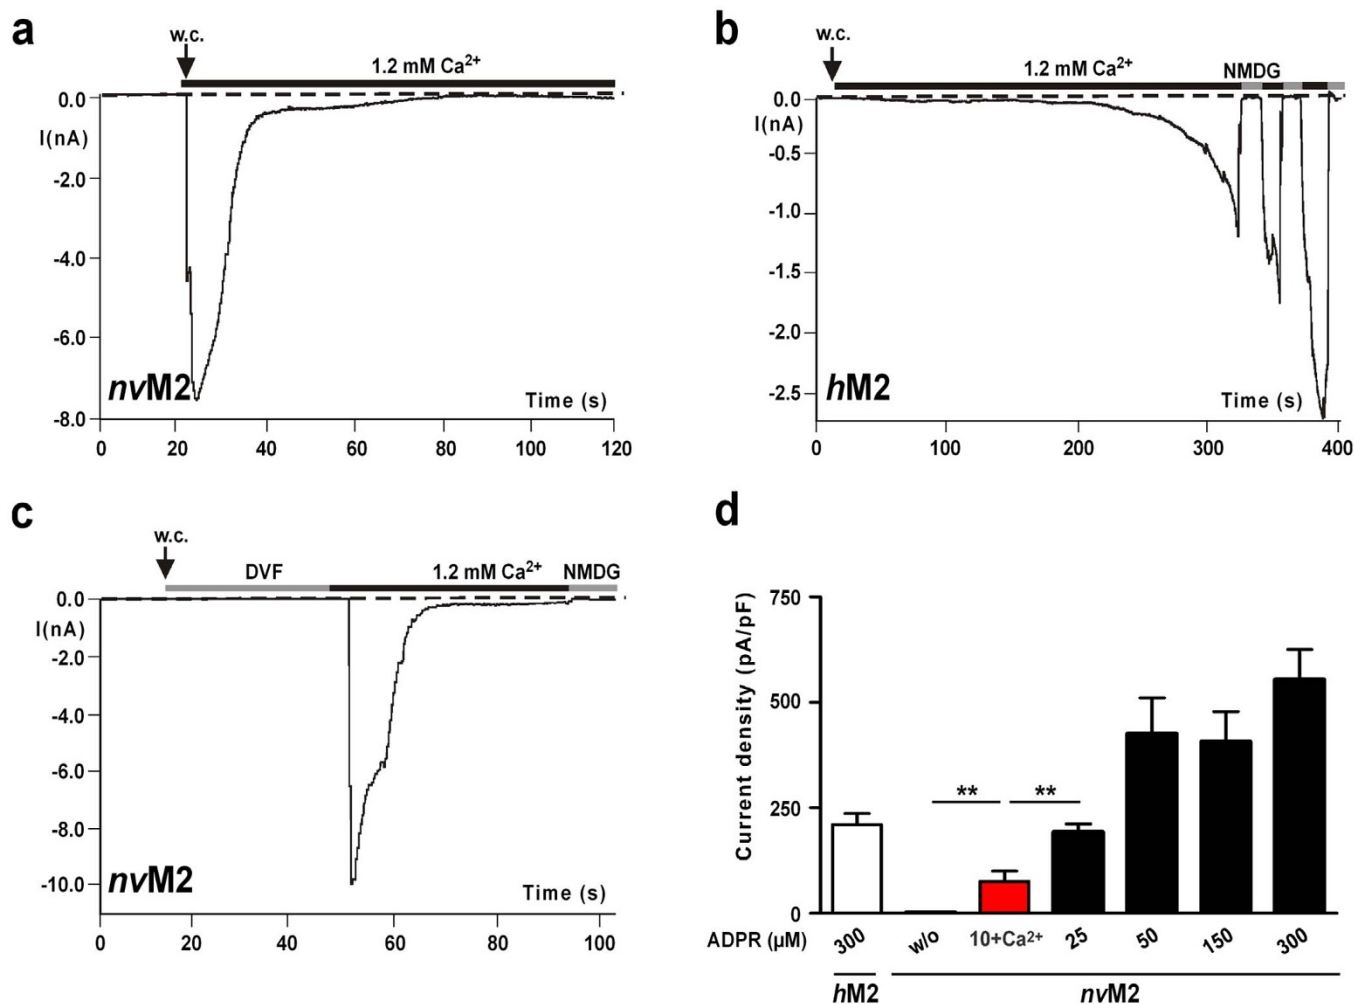 a
w.c.
1.2 mM Ca²⁺
0.0
I(nA)
-2.0
-4.0
-6.0
-8.0
nvM2
Time (s)
0 20 40 60 80 100 120
b
w.c.
1.2 mM Ca²⁺ NMDG
0.0
I(nA)
-0.5
-1.0
-1.5
-2.0
-2.5
hM2
Time (s)
0 100 200 300 400
c
w.c.
DVF 1.2 mM Ca²⁺ NMDG
0.0
I(nA)
-2.0
-4.0
-6.0
-8.0
-10.0
nvM2
Time (s)
0 20 40 60 80 100
d
Current density (pA/pF)
750
500
250
0
** **
ADPR (µM) 300 w/o 10+Ca²⁺ 25 50 150 300
hM2 nvM2